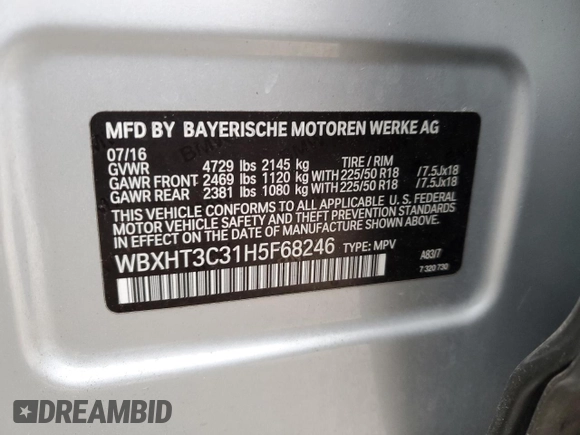 MFD BY BAYERISCHE MOTOREN WERKE AG
07/16
GVWR 4729 lbs 2145 kg TIRE / RIM
GAWR FRONT 2469 lbs 1120 kg WITH 225/50 R18 /7.5Jx18
GAWR REAR 2381 lbs 1080 kg WITH 225/50 R18 /7.5Jx18
THIS VEHICLE CONFORMS TO ALL APPLICABLE U. S. FEDERAL
MOTOR VEHICLE SAFETY AND THEFT PREVENTION STANDARDS
IN EFFECT ON THE DATE OF MANUFACTURE SHOWN ABOVE.
WBXHT3C31H5F68246 TYPE: MPV
A83/7
7 320 730
DREAMBID